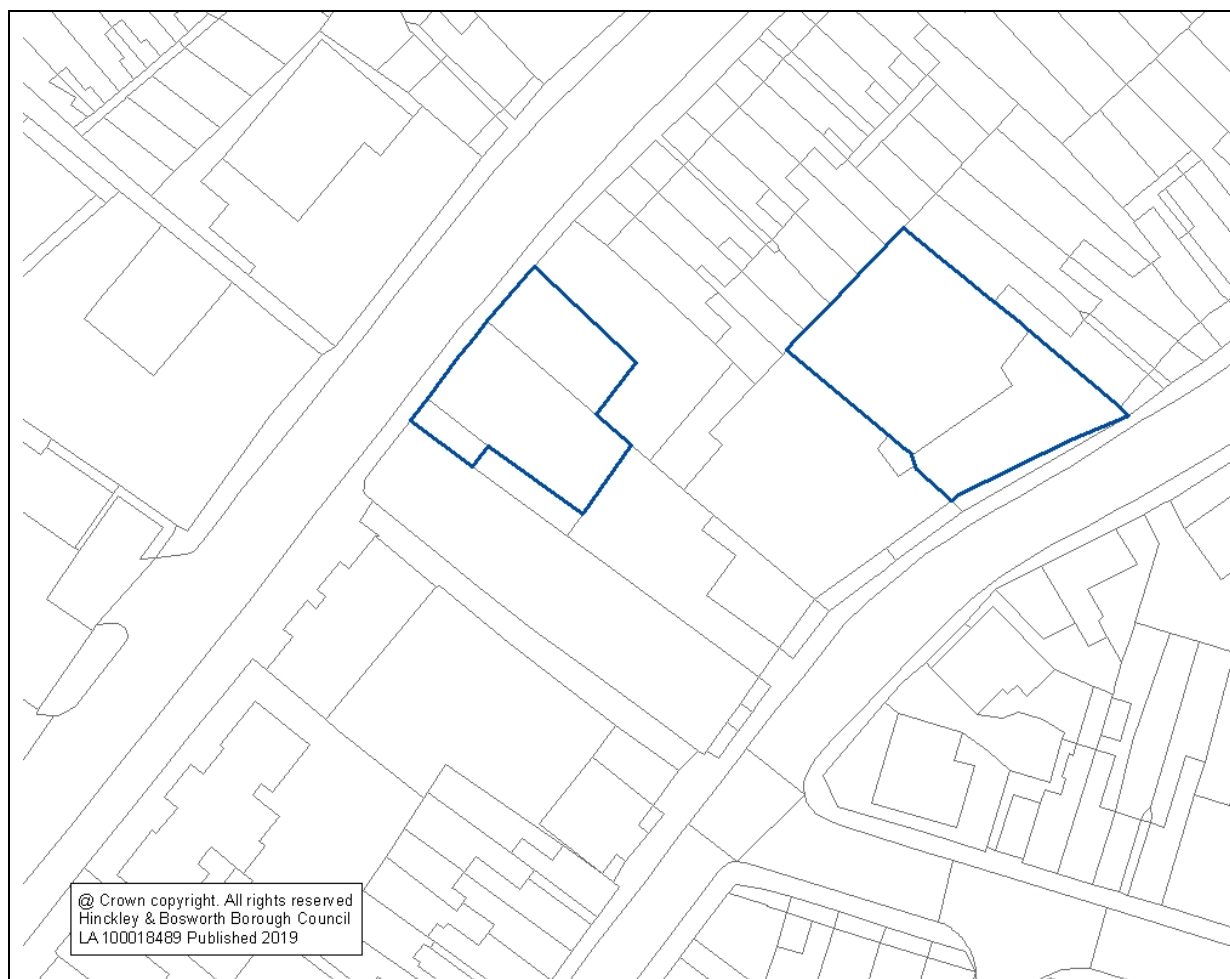 @ Crown copyright. All rights reserved
Hinckley & Bosworth Borough Council
LA 100018489 Published 2019